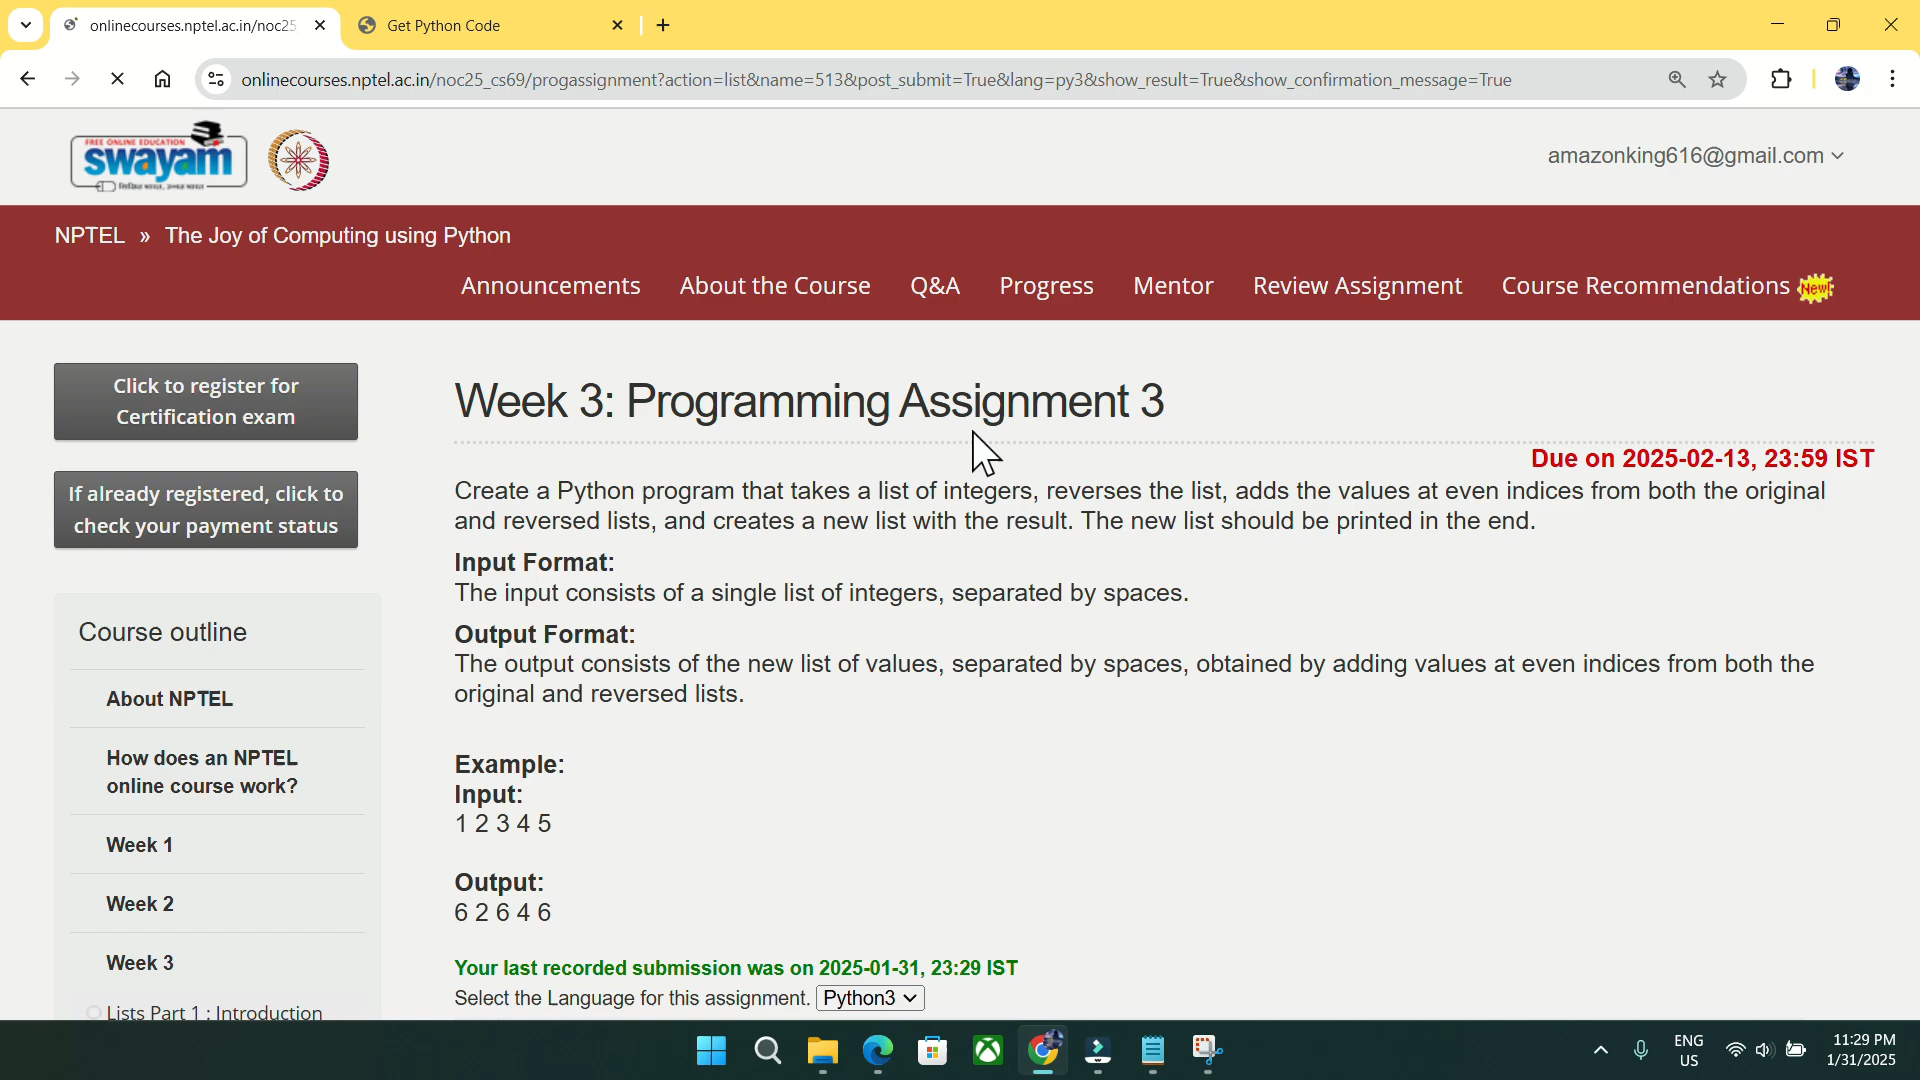 onlinecourses.nptel.ac.in/noc25
Get Python Code
onlinecourses.nptel.ac.in/noc25_cs69/progassignment?action=list&name=513&post_submit=True&lang=py3&show_result=True&show_confirmation_message=True
FREE ONLINE EDUCATION
swayam
amazonking616@gmail.com
NPTEL » The Joy of Computing using Python
Announcements About the Course Q&A Progress Mentor Review Assignment Course Recommendations New!
Click to register for
Certification exam
If already registered, click to
check your payment status
Course outline
About NPTEL
How does an NPTEL
online course work?
Week 1
Week 2
Week 3
Lists Part 1 : Introduction
Week 3: Programming Assignment 3
Due on 2025-02-13, 23:59 IST
Create a Python program that takes a list of integers, reverses the list, adds the values at even indices from both the original
and reversed lists, and creates a new list with the result. The new list should be printed in the end.
Input Format:
The input consists of a single list of integers, separated by spaces.
Output Format:
The output consists of the new list of values, separated by spaces, obtained by adding values at even indices from both the
original and reversed lists.
Example:
Input:
1 2 3 4 5
Output:
6 2 6 4 6
Your last recorded submission was on 2025-01-31, 23:29 IST
Select the Language for this assignment. Python3
ENG
US
11:29 PM
1/31/2025